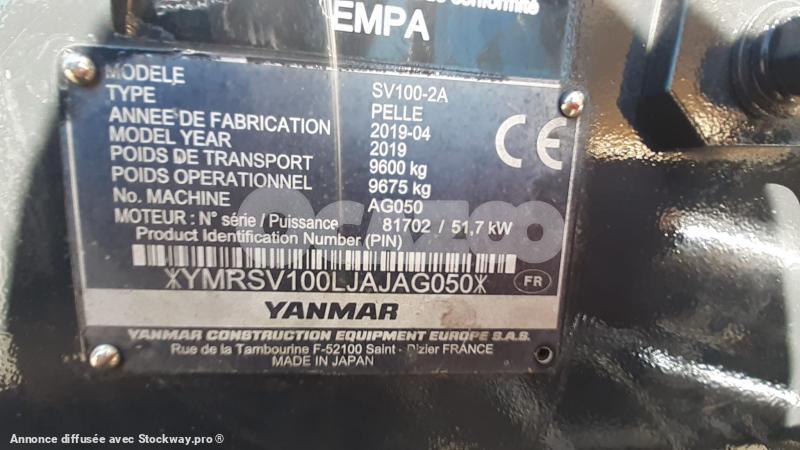 conformité
EMPA
MODELE SV100-2A
TYPE PELLE
ANNEE DE FABRICATION 2019-04
MODEL YEAR 2019
POIDS DE TRANSPORT 9600 kg
POIDS OPERATIONNEL 9675 kg
No. MACHINE AG050
MOTEUR : N° série / Puissance 81702 / 51,7 kW
Product Identification Number (PIN)
CE
OCAZOO
*YMRSV100LJAJAG050*
FR
YANMAR
YANMAR CONSTRUCTION EQUIPMENT EUROPE S.A.S.
Rue de la Tambourine F-52100 Saint - Dizier FRANCE
MADE IN JAPAN
Annonce diffusée avec Stockway.pro ®